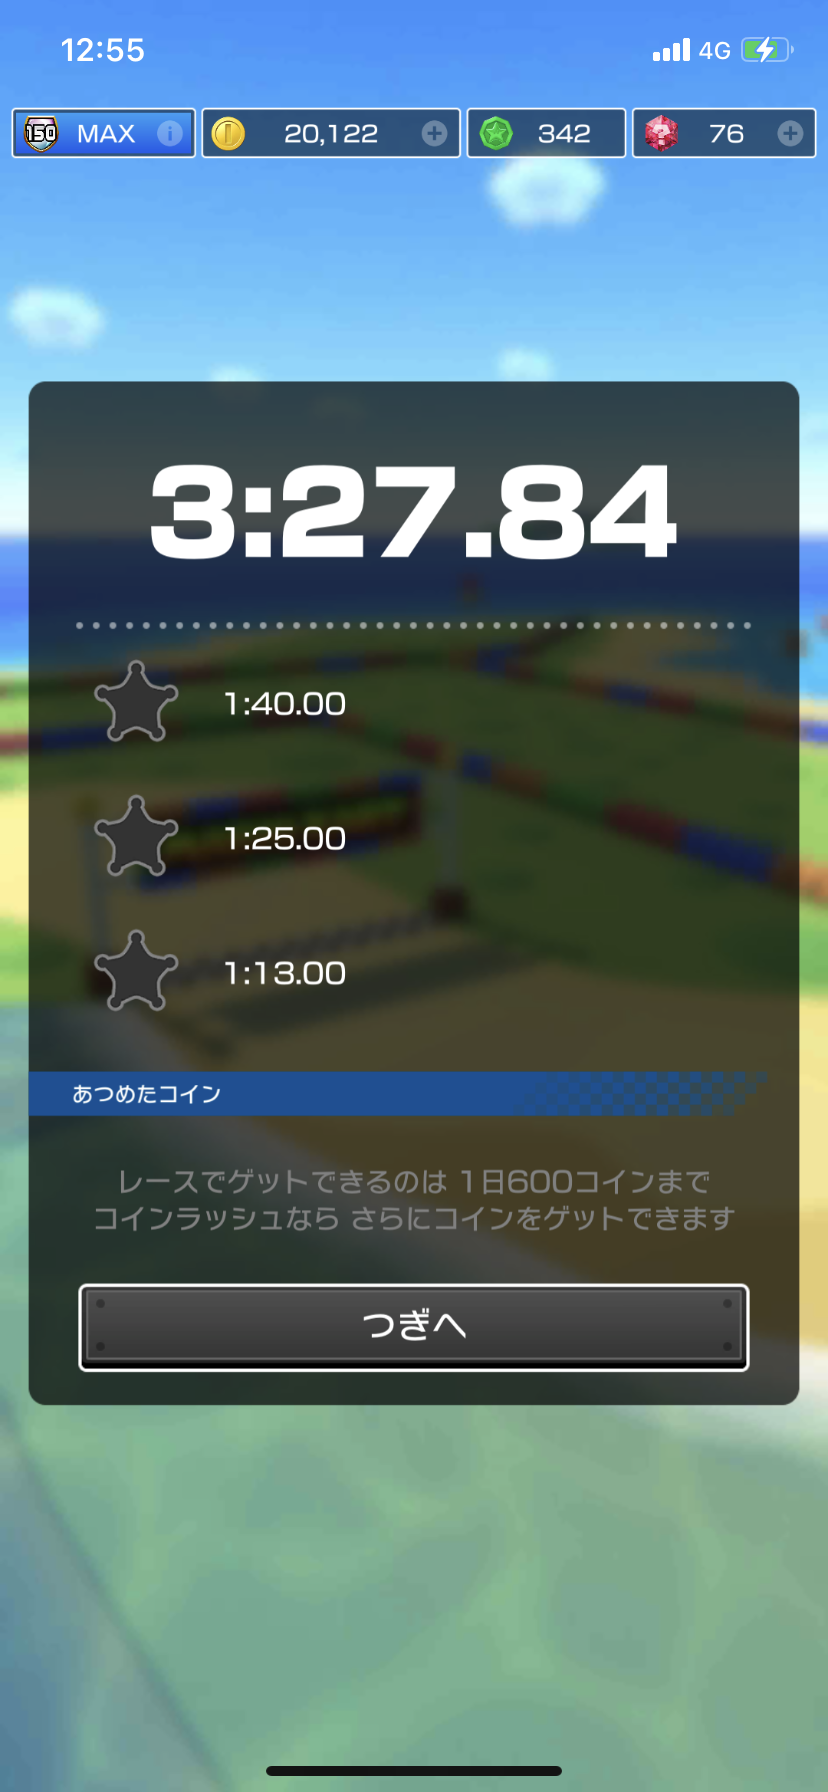 12:55
4G
150 MAX i 20,122 342 76
3:27.84
1:40.00
1:25.00
1:13.00
あつめたコイン
レースでゲットできるのは 1日600コインまで
コインラッシュなら さらにコインをゲットできます
つぎへ